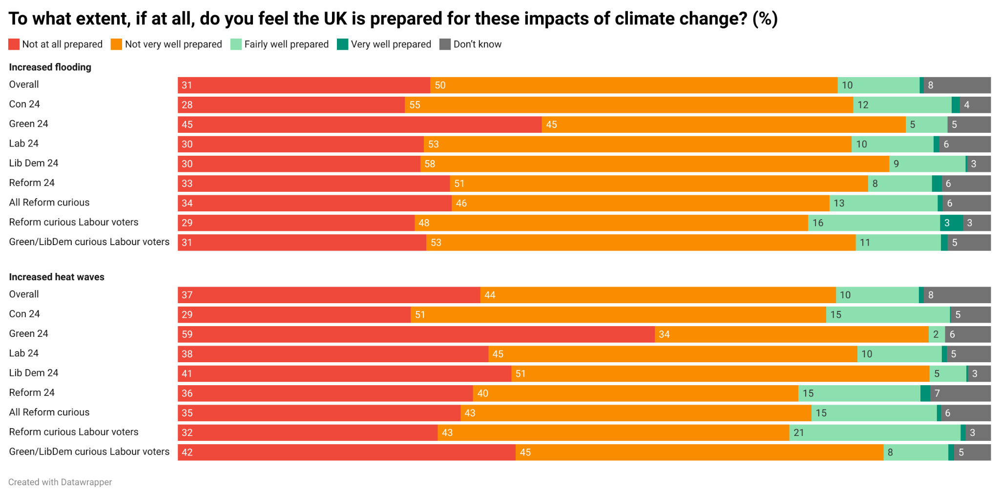 To what extent, if at all, do you feel the UK is prepared for these impacts of climate change? (%)
Not at all prepared Not very well prepared Fairly well prepared Very well prepared Don't know
Increased flooding
Overall 31 50 10 8
Con 24 28 55 12 4
Green 24 45 45 5 5
Lab 24 30 53 10 6
Lib Dem 24 30 58 9 3
Reform 24 33 51 8 6
All Reform curious 34 46 13 6
Reform curious Labour voters 29 48 16 3 3
Green/LibDem curious Labour voters 31 53 11 5
Increased heat waves
Overall 37 44 10 8
Con 24 29 51 15 5
Green 24 59 34 2 6
Lab 24 38 45 10 5
Lib Dem 24 41 51 5 3
Reform 24 36 40 15 7
All Reform curious 35 43 15 6
Reform curious Labour voters 32 43 21 3
Green/LibDem curious Labour voters 42 45 8 5
Created with Datawrapper